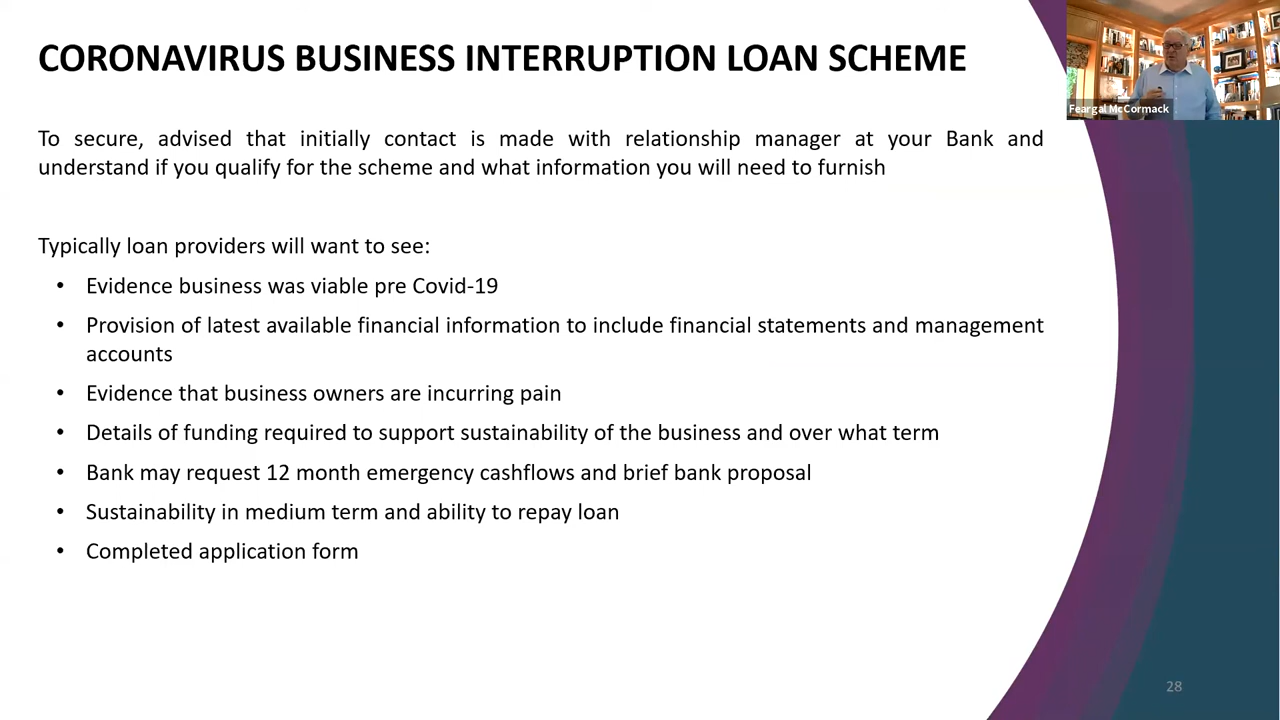 CORONAVIRUS BUSINESS INTERRUPTION LOAN SCHEME
Feargal McCormack
To secure, advised that initially contact is made with relationship manager at your Bank and
understand if you qualify for the scheme and what information you will need to furnish
Typically loan providers will want to see:
• Evidence business was viable pre Covid-19
• Provision of latest available financial information to include financial statements and management
accounts
• Evidence that business owners are incurring pain
• Details of funding required to support sustainability of the business and over what term
• Bank may request 12 month emergency cashflows and brief bank proposal
• Sustainability in medium term and ability to repay loan
• Completed application form
28